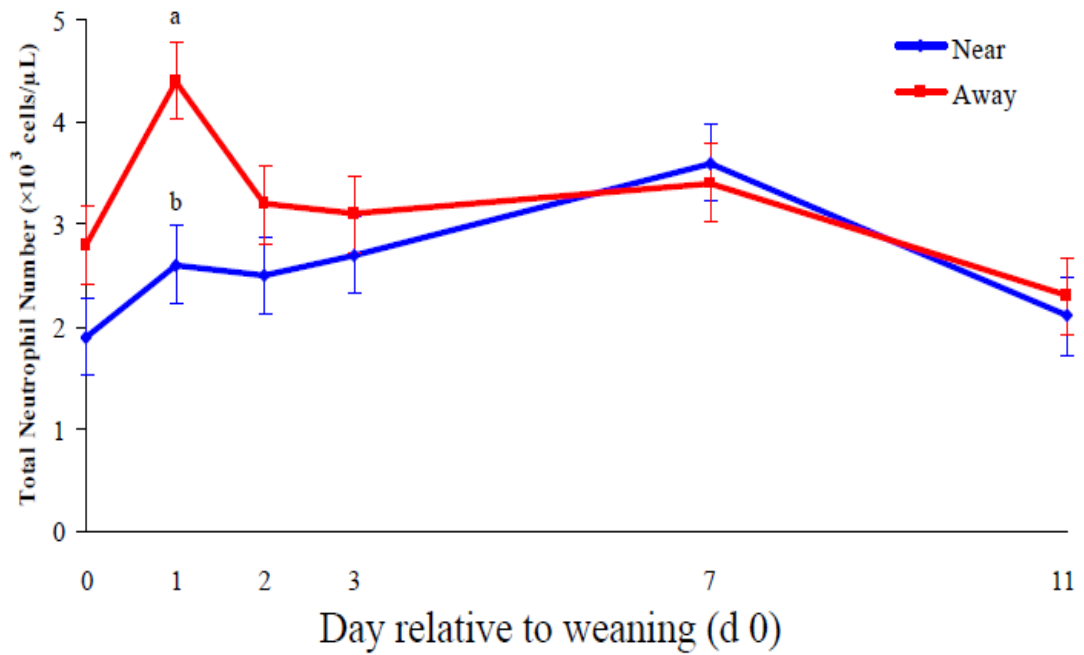 Total Neutrophil Number (×10³ cells/µL)
5
4
3
2
1
0
a
b
Near
Away
0 1 2 3 7 11
Day relative to weaning (d 0)